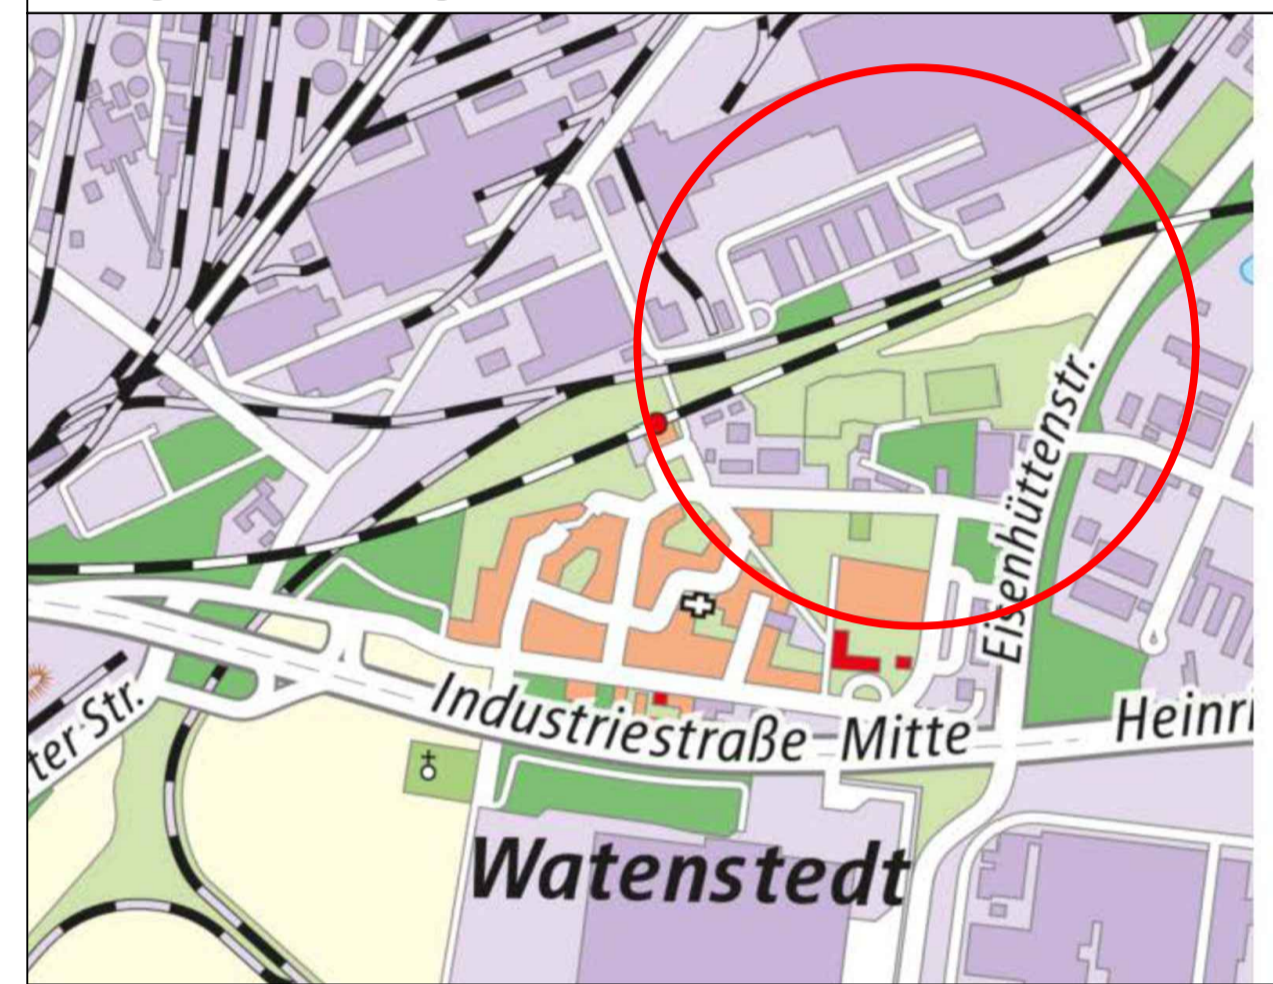 Eisenhüttenstr.
ter-Str.
Industriestraße Mitte
Heinri
Watenstedt